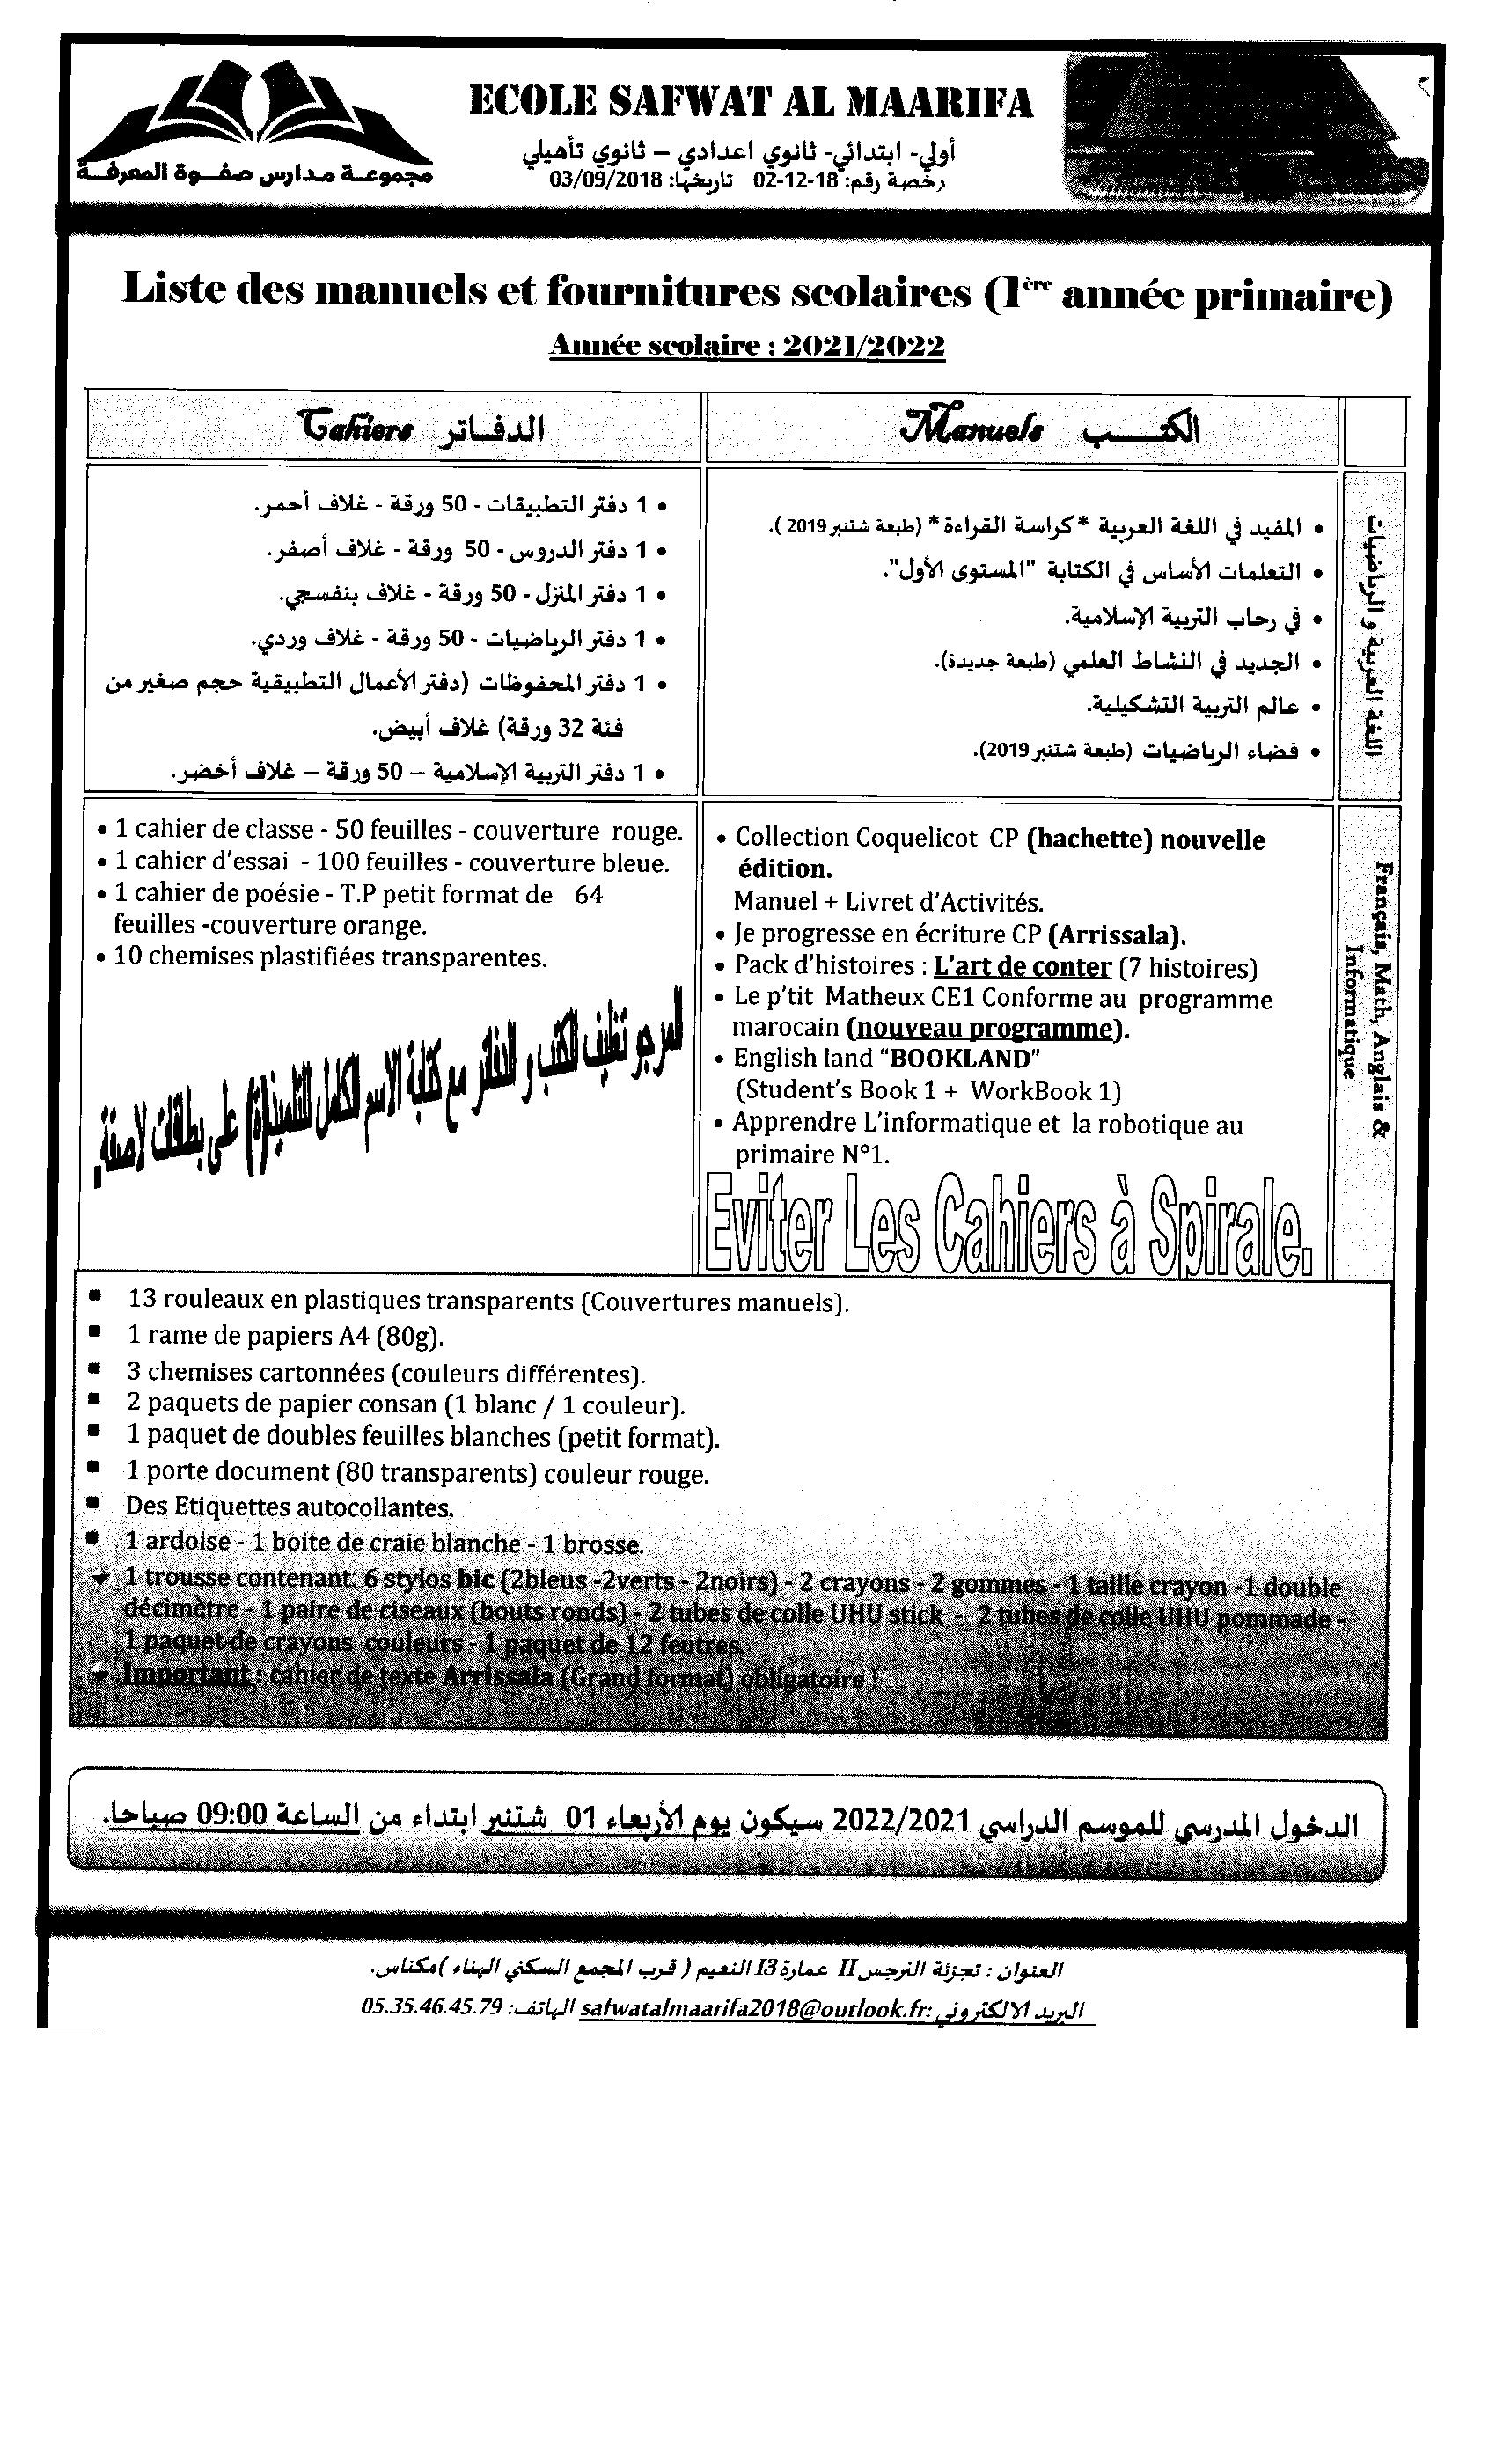 مجموعة مدارس صفوة المعرفة
ECOLE SAFWAT AL MAARIFA
أولي- ابتدائي- ثانوي اعدادي – ثانوي تأهيلي
رخصة رقم: 18-12-02 تاريخها: 03/09/2018
Liste des manuels et fournitures scolaires (1ère année primaire)
Année scolaire : 2021/2022
الكتب Manuels
الدفاتر Cahiers
اللغة العربية و الرياضيات
• المفيد في اللغة العربية *كراسة القراءة* (طبعة شتنبر 2019).
• التعلمات الأساس في الكتابة "المستوى الأول".
• في رحاب التربية الإسلامية.
• الجديد في النشاط العلمي (طبعة جديدة).
• عالم التربية التشكيلية.
• فضاء الرياضيات (طبعة شتنبر 2019).
• 1 دفتر التطبيقات - 50 ورقة - غلاف أحمر.
• 1 دفتر الدروس - 50 ورقة - غلاف أصفر.
• 1 دفتر المنزل - 50 ورقة - غلاف بنفسجي.
• 1 دفتر الرياضيات - 50 ورقة - غلاف وردي.
• 1 دفتر المحفوظات (دفتر الأعمال التطبيقية حجم صغير من
فئة 32 ورقة) غلاف أبيض.
• 1 دفتر التربية الإسلامية – 50 ورقة – غلاف أخضر.
• 1 cahier de classe - 50 feuilles - couverture rouge.
• 1 cahier d'essai - 100 feuilles - couverture bleue.
• 1 cahier de poésie - T.P petit format de 64
feuilles -couverture orange.
• 10 chemises plastifiées transparentes.
المرجو تغليف الكتب و الدفاتر مع كتابة الاسم الكامل للتلميذ(ة) على بطاقات لاصقة.
• Collection Coquelicot CP (hachette) nouvelle
édition.
Manuel + Livret d'Activités.
• Je progresse en écriture CP (Arrissala).
• Pack d'histoires : L'art de conter (7 histoires)
• Le p'tit Matheux CE1 Conforme au programme
marocain (nouveau programme).
• English land "BOOKLAND"
(Student's Book 1 + WorkBook 1)
• Apprendre L'informatique et la robotique au
primaire N°1.
Eviter Les Cahiers à Spirale.
Français, Math, Anglais &
Informatique
▪ 13 rouleaux en plastiques transparents (Couvertures manuels).
▪ 1 rame de papiers A4 (80g).
▪ 3 chemises cartonnées (couleurs différentes).
▪ 2 paquets de papier consan (1 blanc / 1 couleur).
▪ 1 paquet de doubles feuilles blanches (petit format).
▪ 1 porte document (80 transparents) couleur rouge.
▪ Des Etiquettes autocollantes.
▪ 1 ardoise - 1 boite de craie blanche - 1 brosse.
1 trousse contenant: 6 stylos bic (2bleus -2verts - 2noirs) - 2 crayons - 2 gommes - 1 taille crayon -1 double
décimètre - 1 paire de ciseaux (bouts ronds) - 2 tubes de colle UHU stick - 2 tubes de colle UHU pommade -
1 paquet de crayons couleurs - 1 paquet de 12 feutres.
Important : cahier de texte Arrissala (Grand format) obligatoire !
الدخول المدرسي للموسم الدراسي 2022/2021 سيكون يوم الأربعاء 01 شتنبر ابتداء من الساعة 09:00 صباحا.
العنوان : تجزئة النرجس II عمارة I3 النعيم ( قرب المجمع السكني الهناء )مكناس.
البريد الالكتروني: safwatalmaarifa2018@outlook.fr الهاتف: 05.35.46.45.79